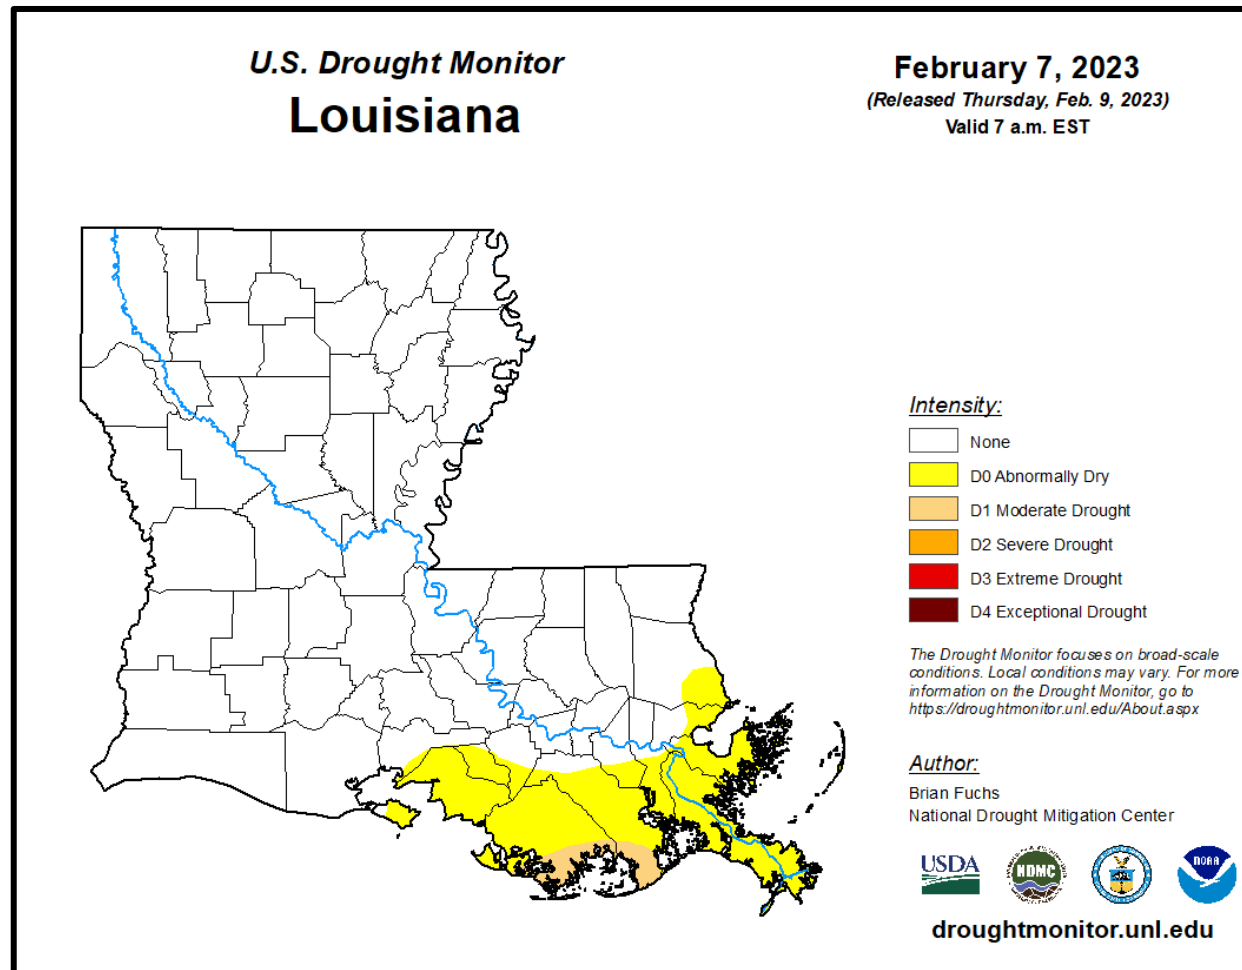 U.S. Drought Monitor
Louisiana
February 7, 2023
(Released Thursday, Feb. 9, 2023)
Valid 7 a.m. EST
Intensity:
None
D0 Abnormally Dry
D1 Moderate Drought
D2 Severe Drought
D3 Extreme Drought
D4 Exceptional Drought
The Drought Monitor focuses on broad-scale
conditions. Local conditions may vary. For more
information on the Drought Monitor, go to
https://droughtmonitor.unl.edu/About.aspx
Author:
Brian Fuchs
National Drought Mitigation Center
USDA
NDMC
NOAA
droughtmonitor.unl.edu